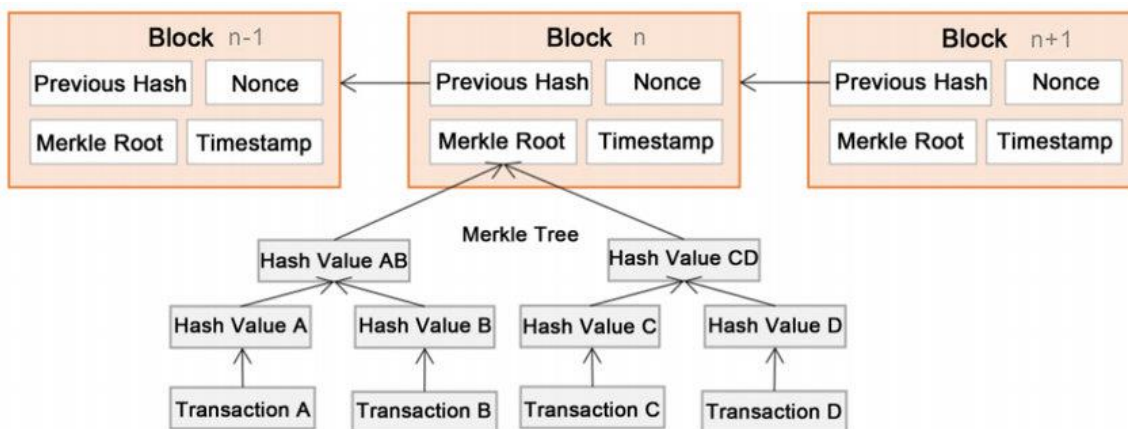 Block n-1
Block n
Block n+1
Previous Hash Nonce
Previous Hash Nonce
Previous Hash Nonce
Merkle Root Timestamp
Merkle Root Timestamp
Merkle Root Timestamp
Merkle Tree
Hash Value AB
Hash Value CD
Hash Value A
Hash Value B
Hash Value C
Hash Value D
Transaction A
Transaction B
Transaction C
Transaction D